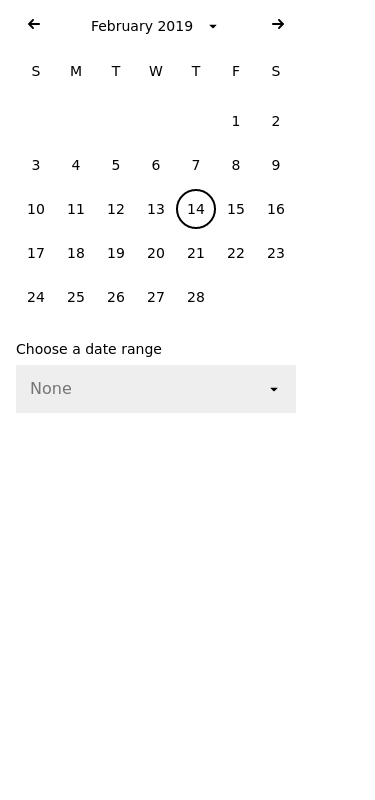 February 2019
S M T W T F S
1 2
3 4 5 6 7 8 9
10 11 12 13 14 15 16
17 18 19 20 21 22 23
24 25 26 27 28
Choose a date range
None